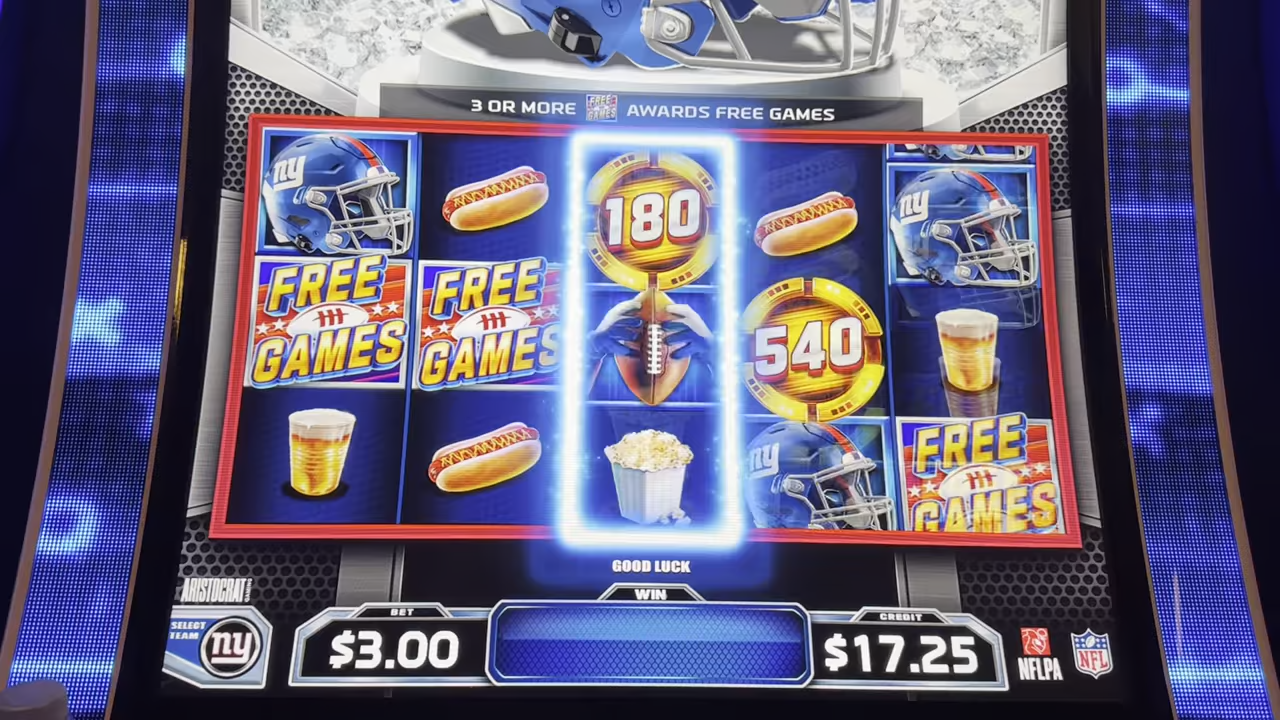 3 OR MORE FREE GAMES AWARDS FREE GAMES
ny
180
ny
FREE
GAMES
FREE
GAMES
540
ny
FREE
GAMES
GOOD LUCK
ARISTOCRAT
WIN
SELECT
TEAM
ny
BET
$3.00
CREDIT
$17.25
NFLPA
NFL